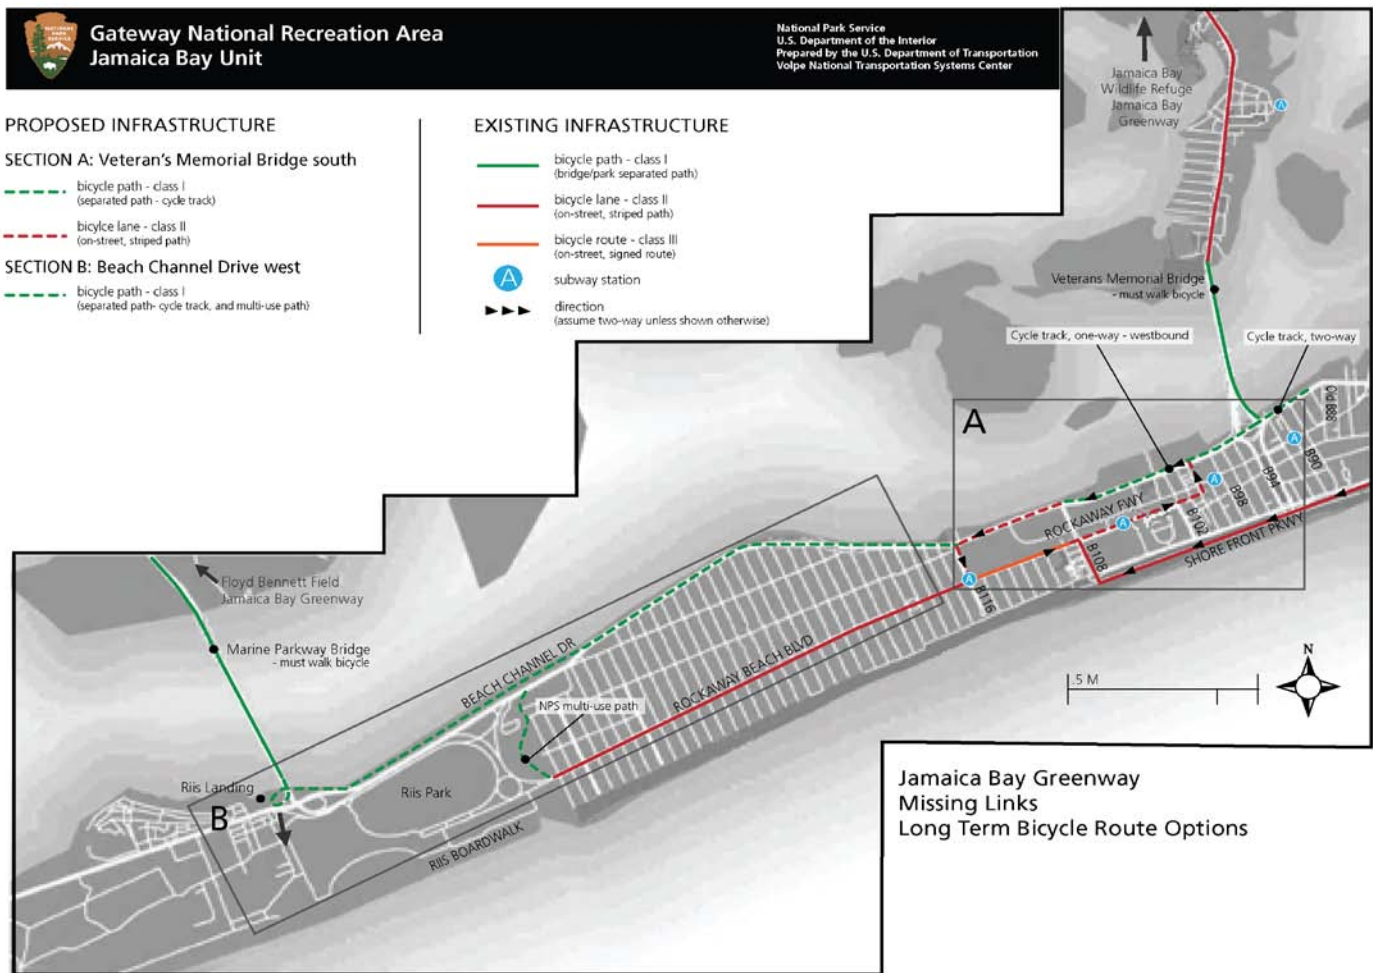 Gateway National Recreation Area
Jamaica Bay Unit
National Park Service
U.S. Department of the Interior
Prepared by the U.S. Department of Transportation
Volpe National Transportation Systems Center
PROPOSED INFRASTRUCTURE
SECTION A: Veteran's Memorial Bridge south
bicycle path - class I
(separated path - cycle track)
bicylce lane - class II
(on-street, striped path)
SECTION B: Beach Channel Drive west
bicycle path - class I
(separated path- cycle track, and multi-use path)
EXISTING INFRASTRUCTURE
bicycle path - class I
(bridge/park separated path)
bicycle lane - class II
(on-street, striped path)
bicycle route - class III
(on-street, signed route)
A
subway station
direction
(assume two-way unless shown otherwise)
Jamaica Bay
Wildlife Refuge
Jamaica Bay
Greenway
A
Veterans Memorial Bridge
- must walk bicycle
Cycle track, one-way - westbound
Cycle track, two-way
A
Old B88
A
B90
B94
B98
A
B102
ROCKAWAY FWY
A
SHORE FRONT PKWY
B108
A
B116
Floyd Bennett Field
Jamaica Bay Greenway
Marine Parkway Bridge
- must walk bicycle
BEACH CHANNEL DR
ROCKAWAY BEACH BLVD
NPS multi-use path
Riis Landing
B
Riis Park
RIIS BOARDWALK
N
.5 M
Jamaica Bay Greenway
Missing Links
Long Term Bicycle Route Options